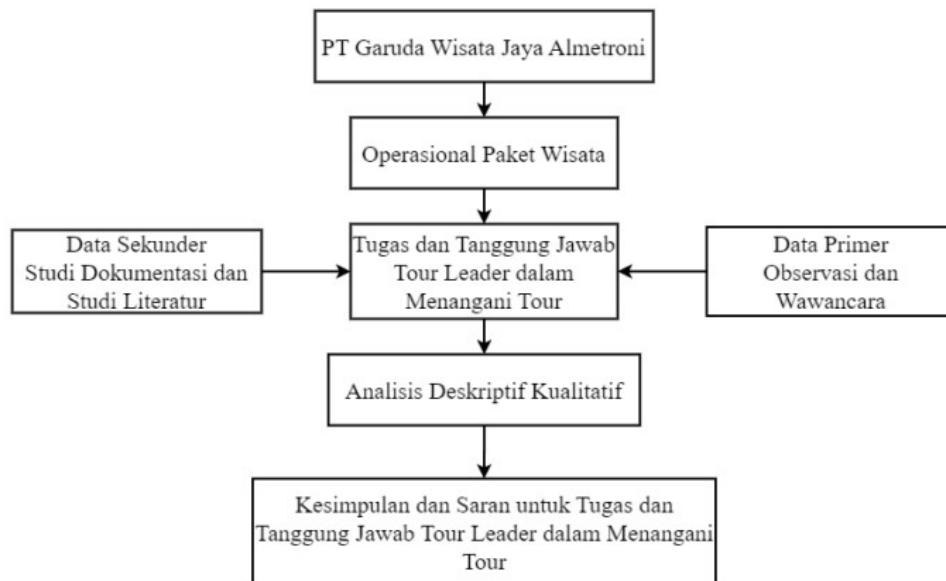 PT Garuda Wisata Jaya Almetroni
Operasional Paket Wisata
Data Sekunder
Studi Dokumentasi dan
Studi Literatur
Tugas dan Tanggung Jawab
Tour Leader dalam
Menangani Tour
Data Primer
Observasi dan
Wawancara
Analisis Deskriptif Kualitatif
Kesimpulan dan Saran untuk Tugas dan
Tanggung Jawab Tour Leader dalam Menangani
Tour